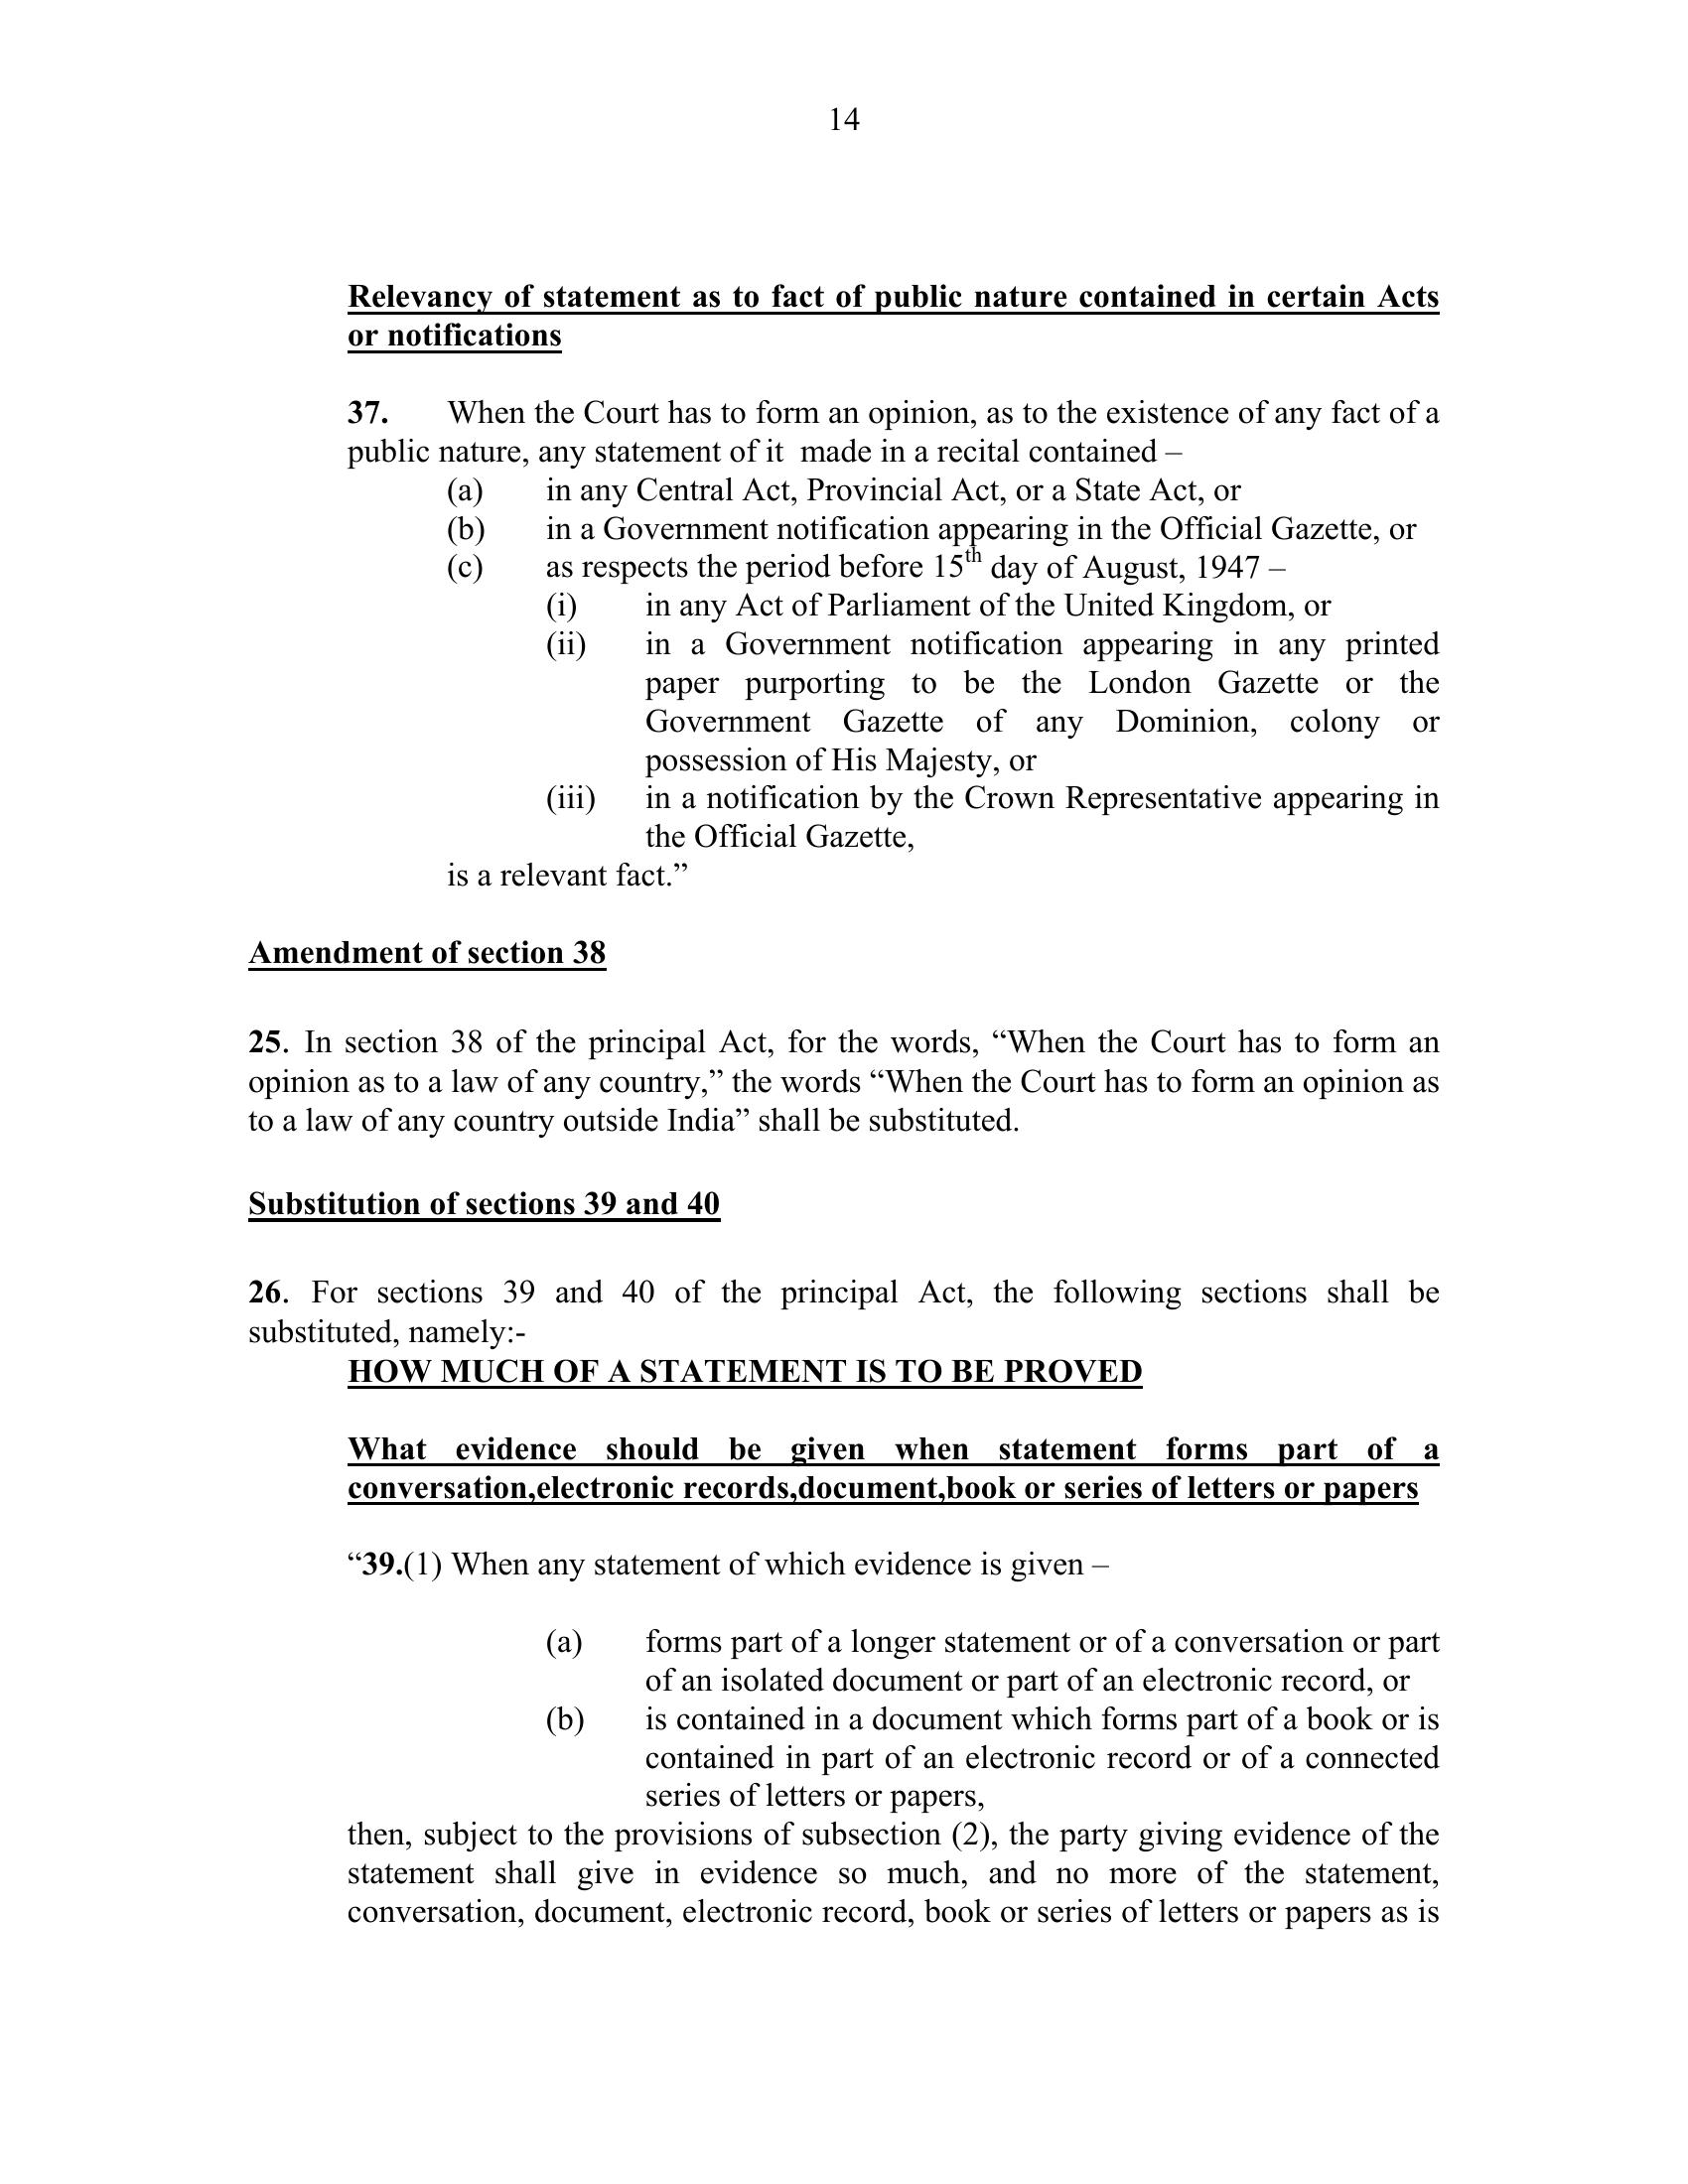 14
Relevancy of statement as to fact of public nature contained in certain Acts
or notifications
37. When the Court has to form an opinion, as to the existence of any fact of a
public nature, any statement of it made in a recital contained –
(a) in any Central Act, Provincial Act, or a State Act, or
(b) in a Government notification appearing in the Official Gazette, or
(c) as respects the period before 15th day of August, 1947 –
(i) in any Act of Parliament of the United Kingdom, or
(ii) in a Government notification appearing in any printed
paper purporting to be the London Gazette or the
Government Gazette of any Dominion, colony or
possession of His Majesty, or
(iii) in a notification by the Crown Representative appearing in
the Official Gazette,
is a relevant fact.”
Amendment of section 38
25. In section 38 of the principal Act, for the words, “When the Court has to form an
opinion as to a law of any country,” the words “When the Court has to form an opinion as
to a law of any country outside India” shall be substituted.
Substitution of sections 39 and 40
26. For sections 39 and 40 of the principal Act, the following sections shall be
substituted, namely:-
HOW MUCH OF A STATEMENT IS TO BE PROVED
What evidence should be given when statement forms part of a
conversation,electronic records,document,book or series of letters or papers
“39.(1) When any statement of which evidence is given –
(a) forms part of a longer statement or of a conversation or part
of an isolated document or part of an electronic record, or
(b) is contained in a document which forms part of a book or is
contained in part of an electronic record or of a connected
series of letters or papers,
then, subject to the provisions of subsection (2), the party giving evidence of the
statement shall give in evidence so much, and no more of the statement,
conversation, document, electronic record, book or series of letters or papers as is